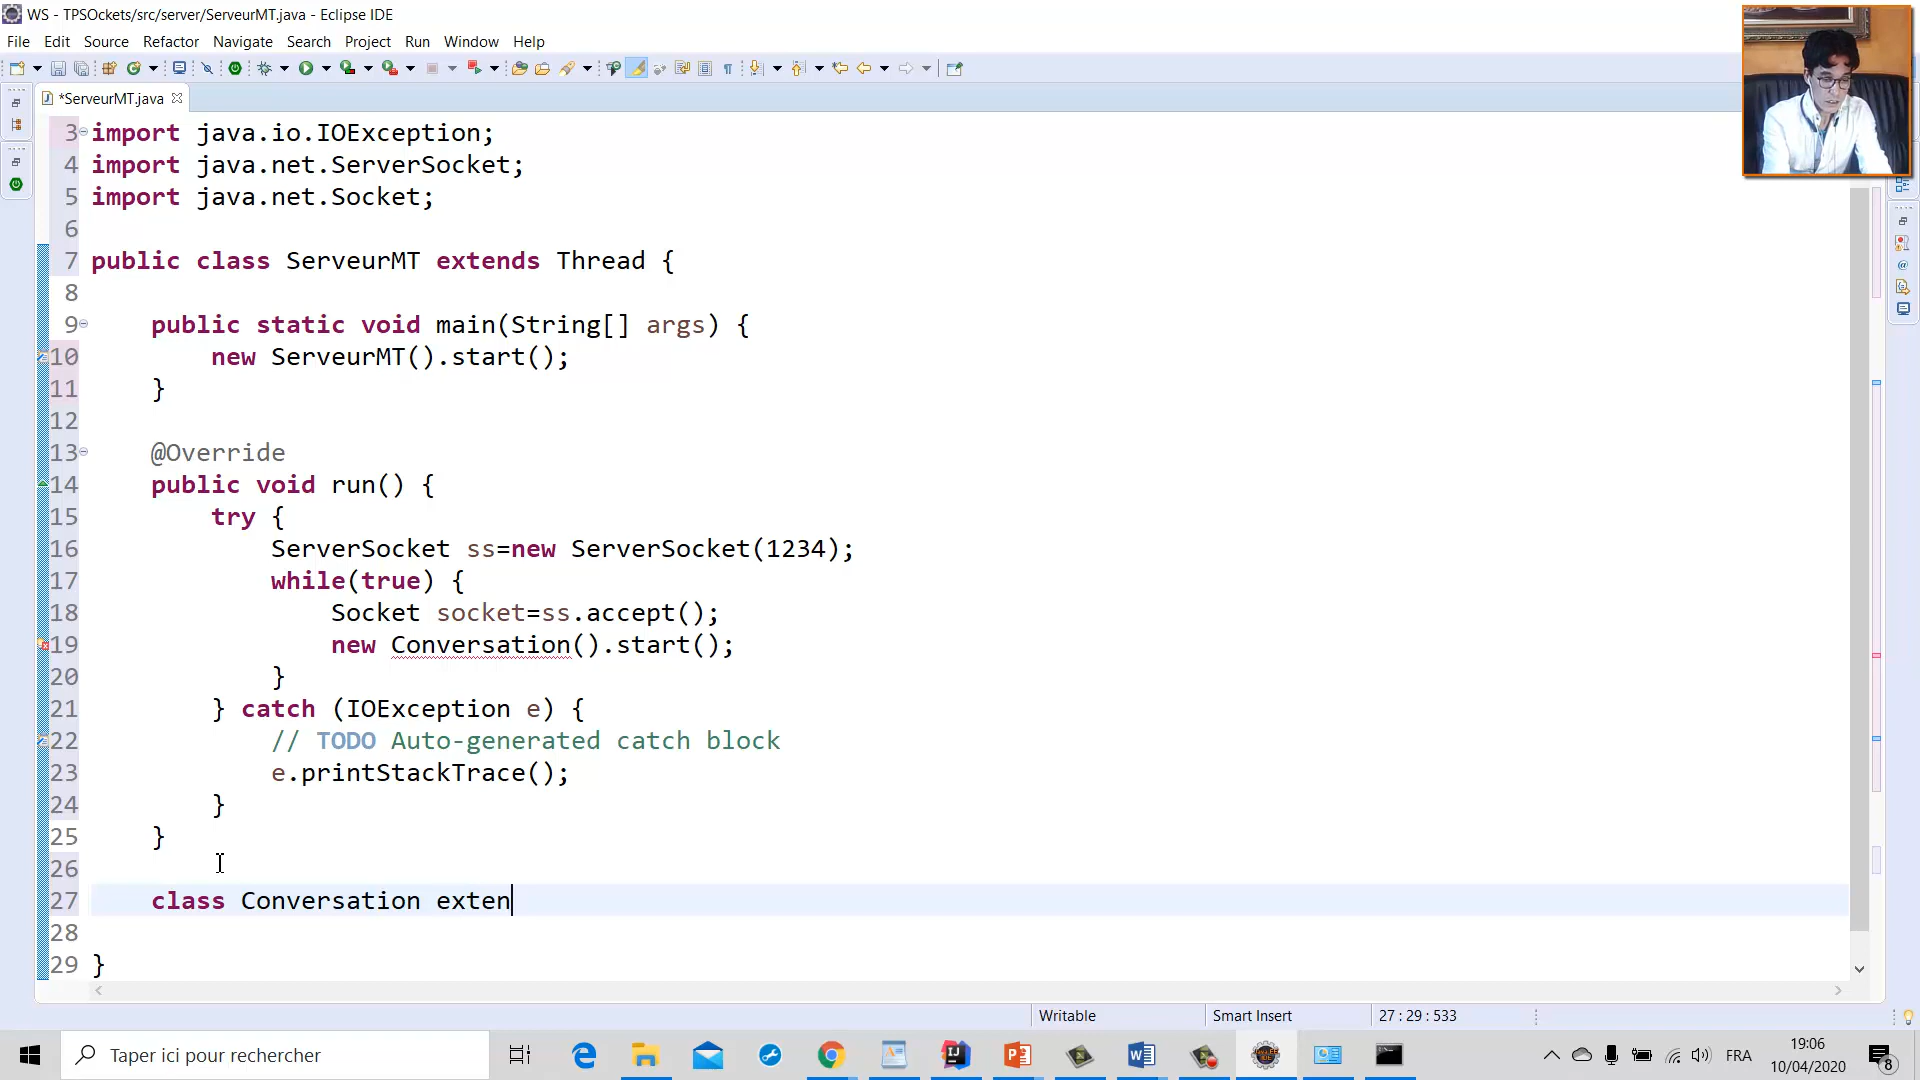 WS - TPSOckets/src/server/ServeurMT.java - Eclipse IDE
File Edit Source Refactor Navigate Search Project Run Window Help
*ServeurMT.java
3 import java.io.IOException;
4 import java.net.ServerSocket;
5 import java.net.Socket;
6
7 public class ServeurMT extends Thread {
8
9 public static void main(String[] args) {
10 new ServeurMT().start();
11 }
12
13 @Override
14 public void run() {
15 try {
16 ServerSocket ss=new ServerSocket(1234);
17 while(true) {
18 Socket socket=ss.accept();
19 new Conversation().start();
20 }
21 } catch (IOException e) {
22 // TODO Auto-generated catch block
23 e.printStackTrace();
24 }
25 }
26
27 class Conversation exten
28
29 }
Writable Smart Insert 27 : 29 : 533
Taper ici pour rechercher
FRA
19:06
10/04/2020
8